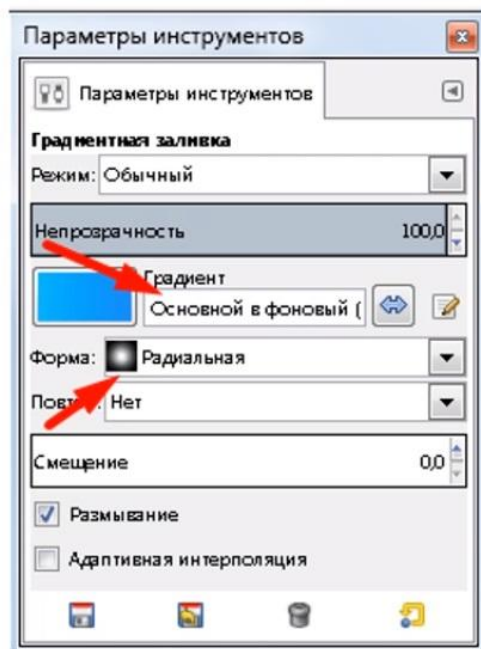 Параметры инструментов
Параметры инструментов
Градиентная заливка
Режим: Обычный
Непрозрачность 100,0
Градиент
Основной в фоновый (
Форма: Радиальная
Нет
Смещение 0,0
Размывание
Адаптивная интерполяция